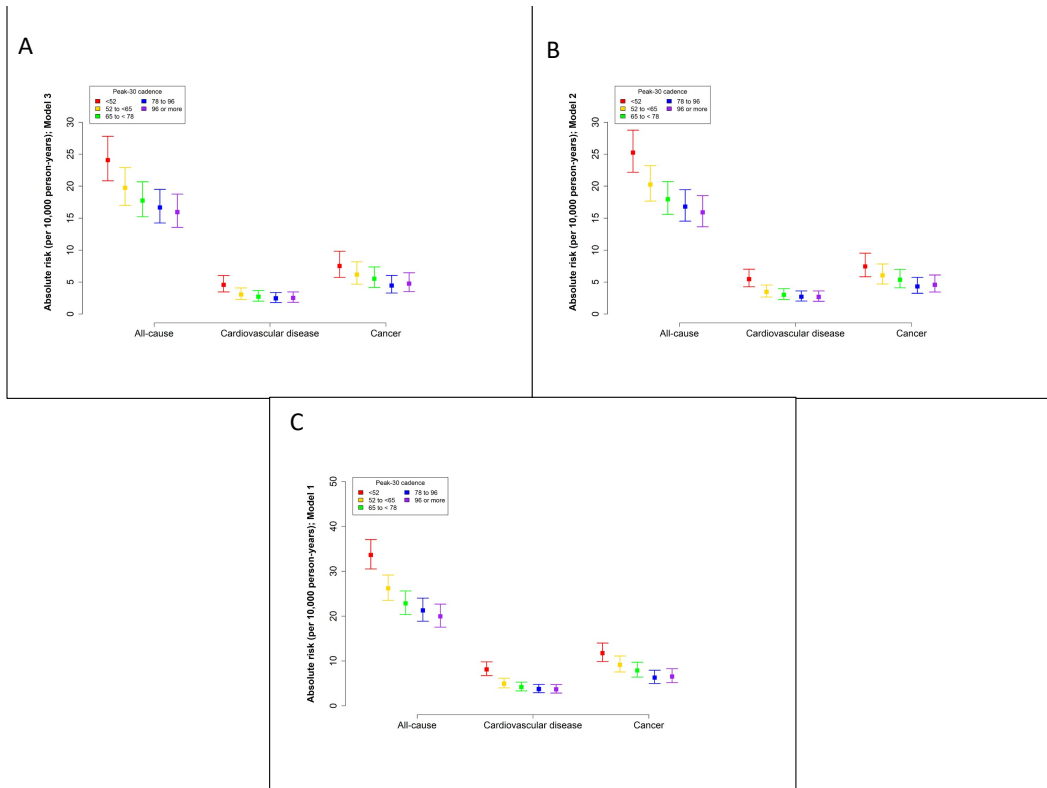 A
Absolute risk (per 10,000 person-years); Model 3
Peak-30 cadence
<52 78 to 96
52 to <65 96 or more
65 to < 78
30
25
20
15
10
5
0
All-cause Cardiovascular disease Cancer
B
Absolute risk (per 10,000 person-years); Model 2
Peak-30 cadence
<52 78 to 96
52 to <65 96 or more
65 to < 78
30
25
20
15
10
5
0
All-cause Cardiovascular disease Cancer
C
Absolute risk (per 10,000 person-years); Model 1
Peak-30 cadence
<52 78 to 96
52 to <65 96 or more
65 to < 78
50
40
30
20
10
0
All-cause Cardiovascular disease Cancer